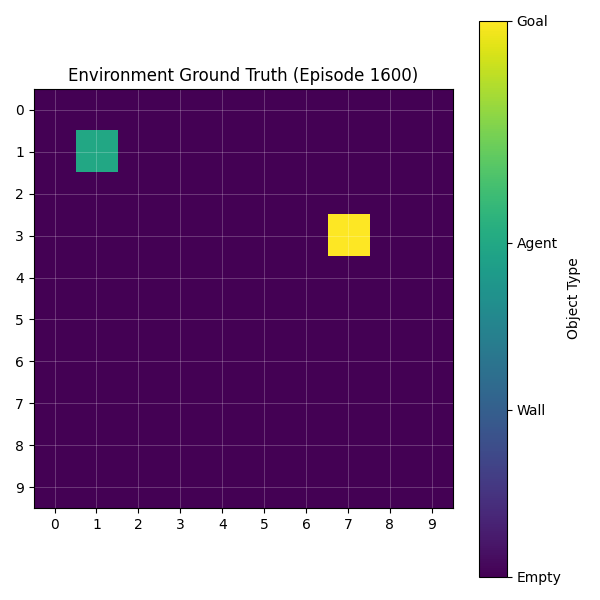 Environment Ground Truth (Episode 1600)
0
1
2
3
4
5
6
7
8
9
0 1 2 3 4 5 6 7 8 9
Goal
Agent
Wall
Empty
Object Type